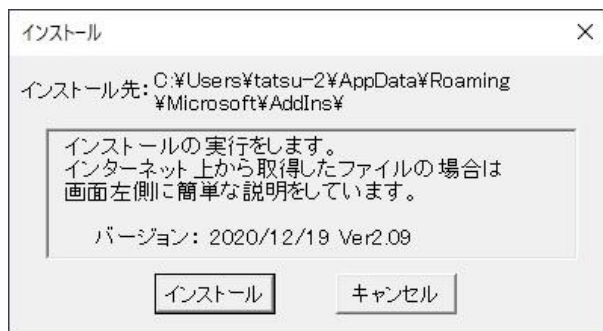 インストール
インストール先: C:¥Users¥tatsu-2¥AppData¥Roaming
¥Microsoft¥AddIns¥
インストールの実行をします。
インターネット上から取得したファイルの場合は
画面左側に簡単な説明をしています。
バージョン: 2020/12/19 Ver2.09
インストール キャンセル